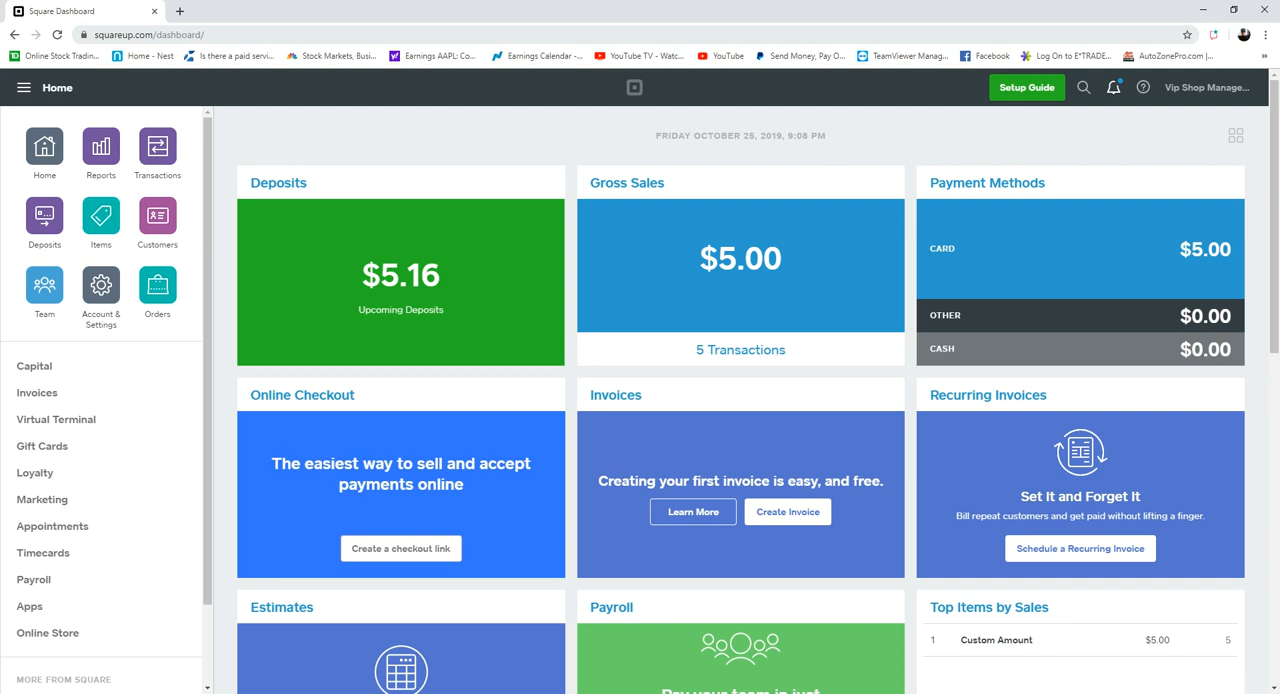 Square Dashboard
squareup.com/dashboard/
Online Stock Tradin...
Home - Nest
Is there a paid servi...
Stock Markets, Busi...
Earnings AAPL: Co...
Earnings Calendar -...
YouTube TV - Watc...
YouTube
Send Money, Pay O...
TeamViewer Manag...
Facebook
Log On to E*TRADE...
AutoZonePro.com |...
Home
Setup Guide
Vip Shop Manage...
FRIDAY OCTOBER 25, 2019, 9:08 PM
Home
Reports
Transactions
Deposits
Items
Customers
Team
Account &
Settings
Orders
Capital
Invoices
Virtual Terminal
Gift Cards
Loyalty
Marketing
Appointments
Timecards
Payroll
Apps
Online Store
MORE FROM SQUARE
Deposits
$5.16
Upcoming Deposits
Gross Sales
$5.00
5 Transactions
Payment Methods
CARD $5.00
OTHER $0.00
CASH $0.00
Online Checkout
The easiest way to sell and accept
payments online
Create a checkout link
Invoices
Creating your first invoice is easy, and free.
Learn More
Create Invoice
Recurring Invoices
Set It and Forget It
Bill repeat customers and get paid without lifting a finger.
Schedule a Recurring Invoice
Estimates
Payroll
Pay your team in just
Top Items by Sales
1 Custom Amount $5.00 5